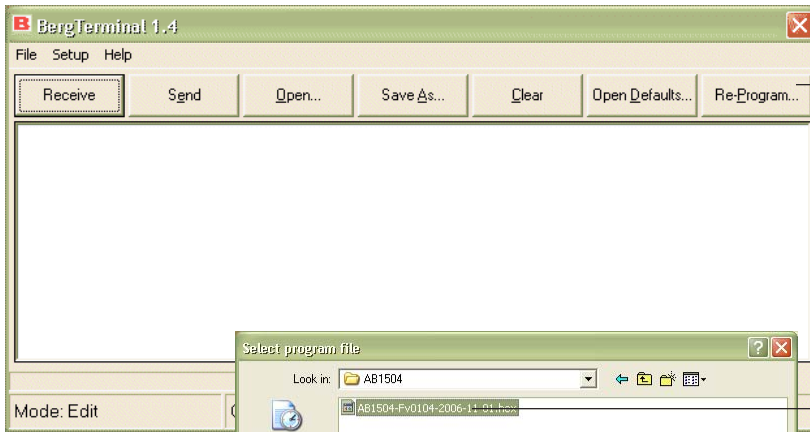 B BergTerminal 1.4
File Setup Help
Receive Send Open... Save As... Clear Open Defaults... Re-Program...
Select program file
Look in: AB1504
Mode: Edit
AB1504-Fv0104-2006-11-01.hex